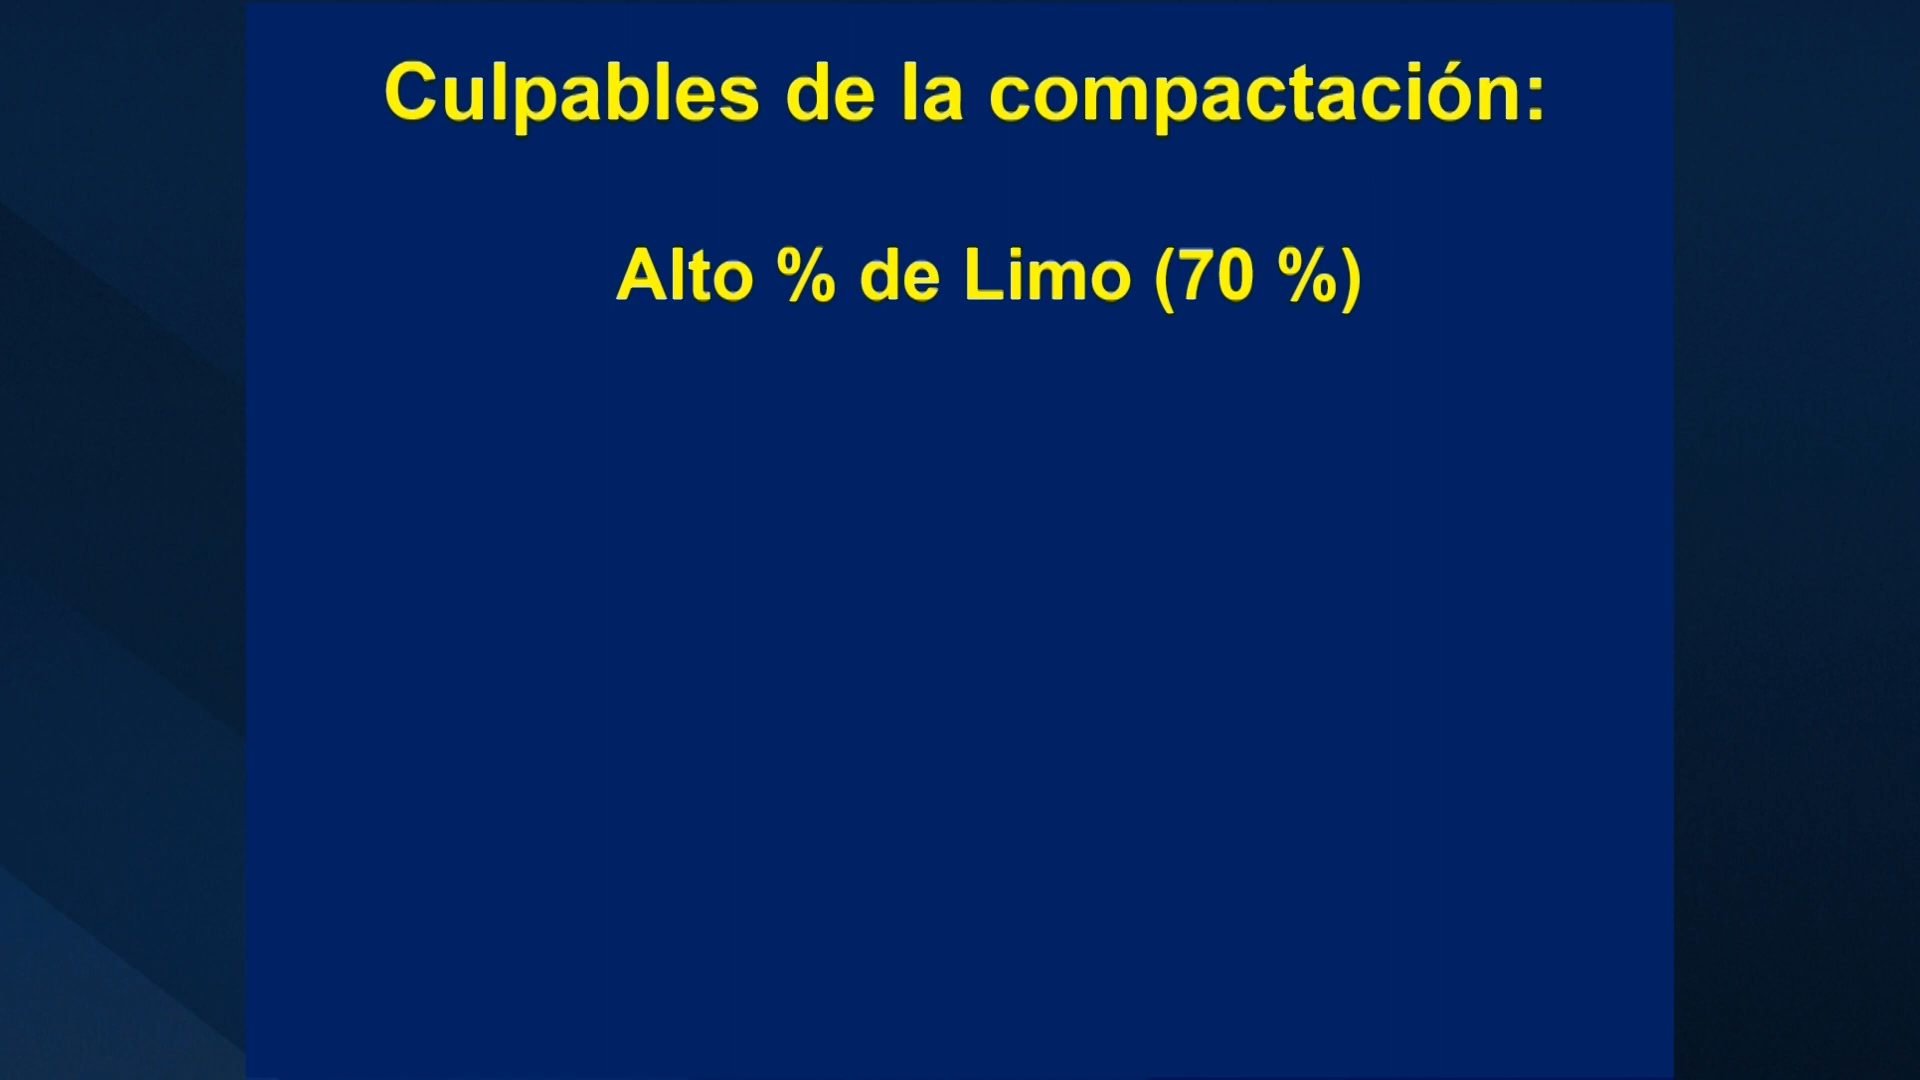 Culpables de la compactación:
Alto % de Limo (70 %)